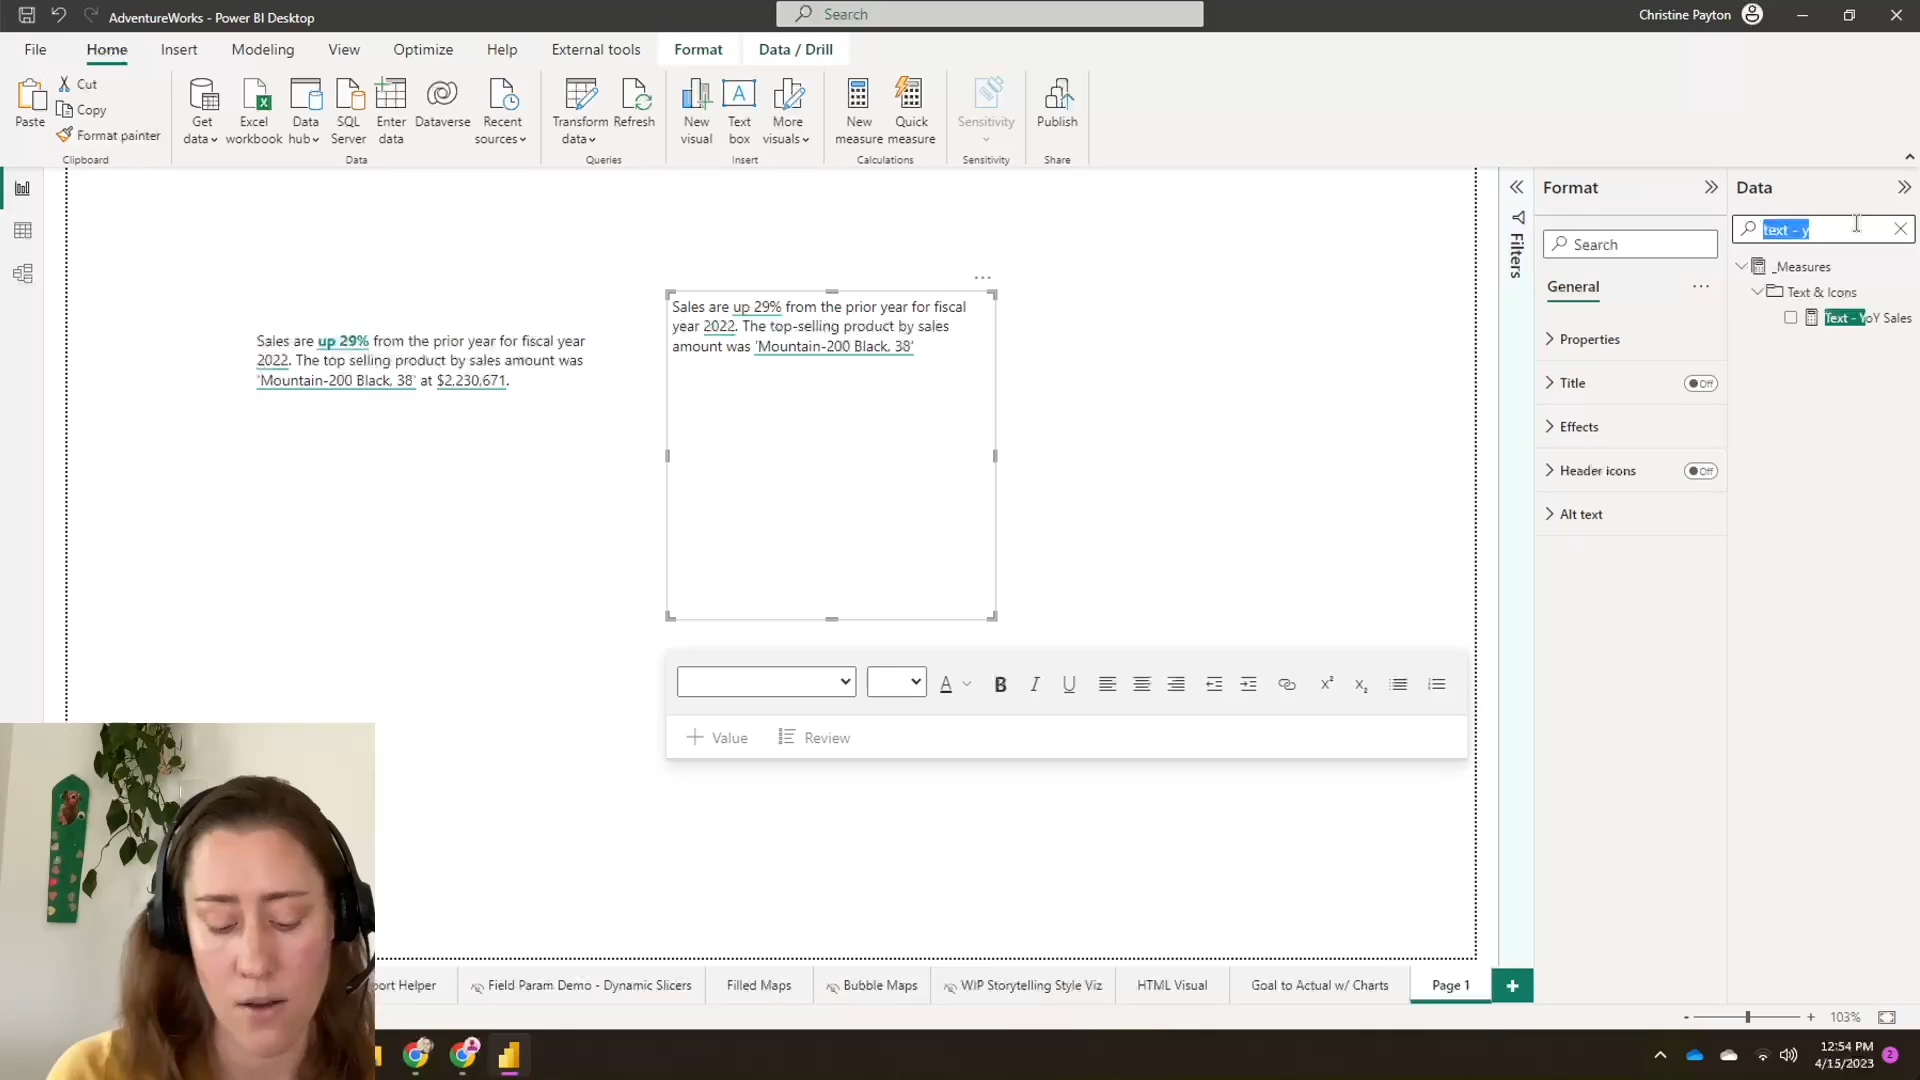 AdventureWorks - Power BI Desktop
Search
Christine Payton
File
Home
Insert
Modeling
View
Optimize
Help
External tools
Format
Data / Drill
Paste
Cut
Copy
Format painter
Clipboard
Get data
Excel workbook
Data hub
SQL Server
Enter data
Dataverse
Recent sources
Data
Transform data
Refresh
Queries
New visual
Text box
More visuals
Insert
New measure
Quick measure
Calculations
Sensitivity
Sensitivity
Publish
Share
Sales are up 29% from the prior year for fiscal
year 2022. The top-selling product by sales
amount was 'Mountain-200 Black, 38'
Sales are up 29% from the prior year for fiscal
2022. The top selling product by sales amount was
'Mountain-200 Black, 38' at $2,230,671.
Value
Review
Filters
Format
Search
General
Properties
Title
Off
Effects
Header icons
Off
Alt text
Data
text - y
_Measures
Text & Icons
Text - YoY Sales
port Helper
Field Param Demo - Dynamic Slicers
Filled Maps
Bubble Maps
WIP Storytelling Style Viz
HTML Visual
Goal to Actual w/ Charts
Page 1
103%
12:54 PM
4/15/2023
2